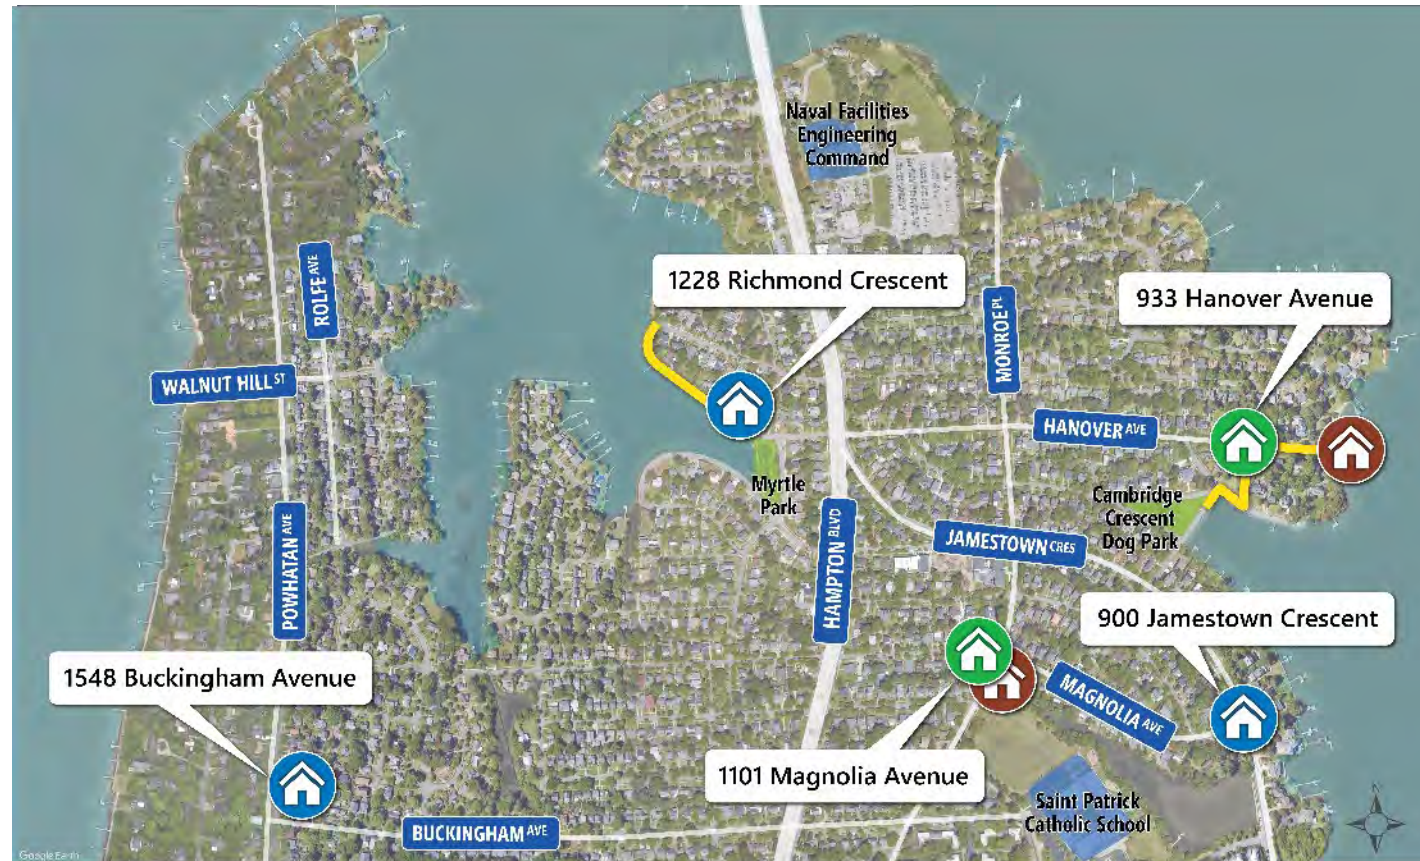 Naval Facilities
Engineering
Command
1228 Richmond Crescent
933 Hanover Avenue
ROLFE AVE
WALNUT HILL ST
MONROE PL
HANOVER AVE
Myrtle
Park
Cambridge
Crescent
Dog Park
POWHATAN AVE
HAMPTON BLVD
JAMESTOWN CRES
900 Jamestown Crescent
1548 Buckingham Avenue
MAGNOLIA AVE
1101 Magnolia Avenue
Saint Patrick
Catholic School
BUCKINGHAM AVE
Google Earth